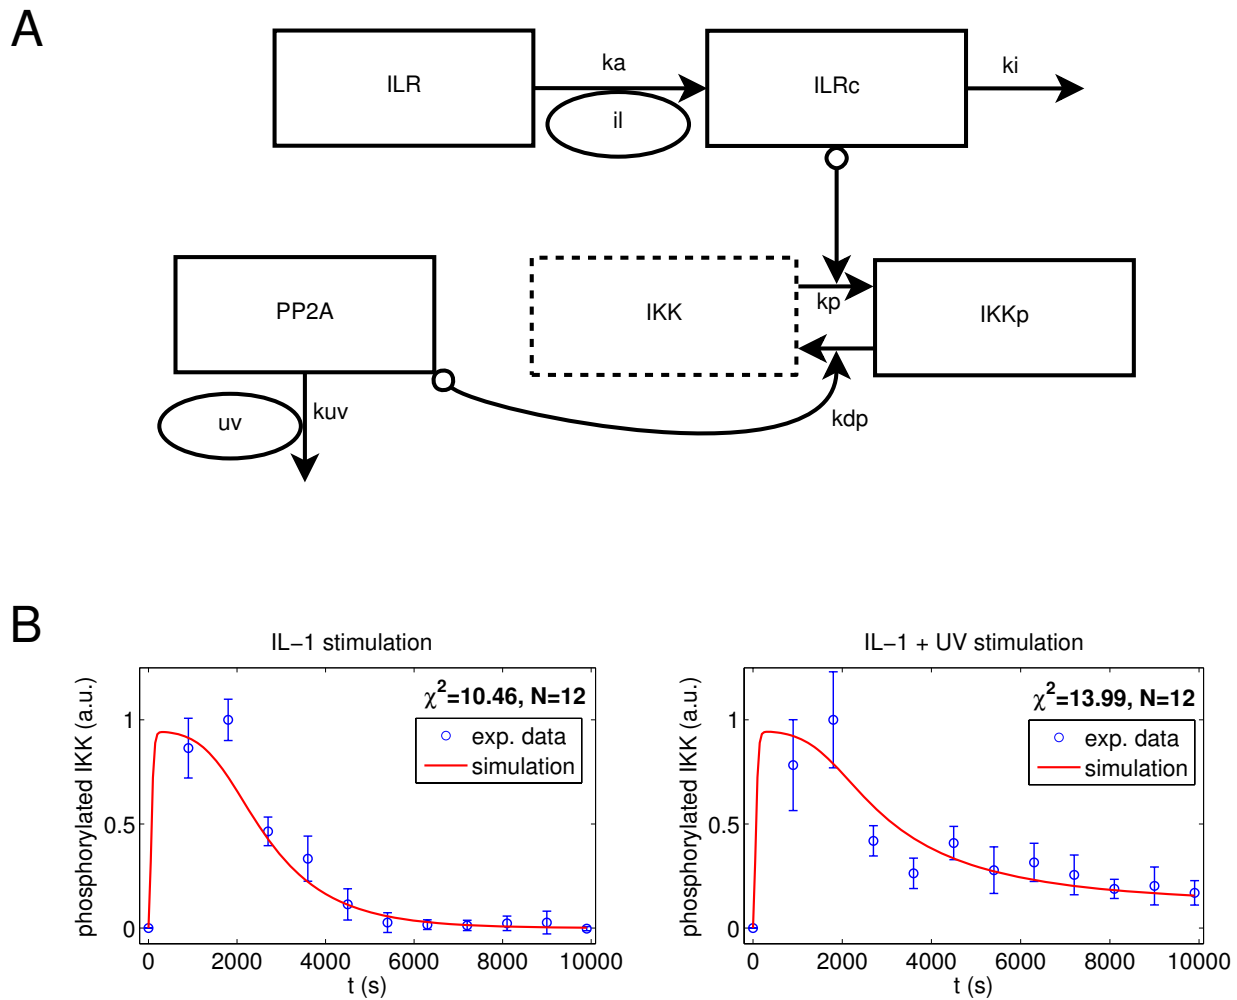 A
ILR
ka
il
ILRc
ki
PP2A
IKK
kp
IKKp
uv
kuv
kdp
B
IL−1 stimulation
χ²=10.46, N=12
exp. data
simulation
phosphorylated IKK (a.u.)
1
0.5
0
0 2000 4000 6000 8000 10000
t (s)
IL−1 + UV stimulation
χ²=13.99, N=12
exp. data
simulation
phosphorylated IKK (a.u.)
1
0.5
0
0 2000 4000 6000 8000 10000
t (s)